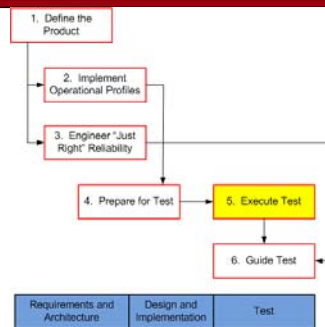 1. Define the
Product
2. Implement
Operational Profiles
3. Engineer “Just
Right” Reliability
4. Prepare for Test
5. Execute Test
6. Guide Test
Requirements and
Architecture
Design and
Implementation
Test